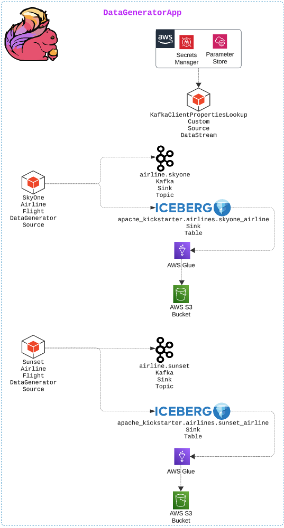 DataGeneratorApp
aws
Secrets
Manager
Parameter
Store
KafkaClientPropertiesLookup
Custom
Source
DataStream
airline.skyone
Kafka
Sink
Topic
SkyOne
Airline
Flight
DataGenerator
Source
ICEBERG
apache_kickstarter.airlines.skyone_airline
Sink
Table
AWS Glue
AWS S3
Bucket
airline.sunset
Kafka
Sink
Topic
Sunset
Airline
Flight
DataGenerator
Source
ICEBERG
apache_kickstarter.airlines.sunset_airline
Sink
Table
AWS Glue
AWS S3
Bucket